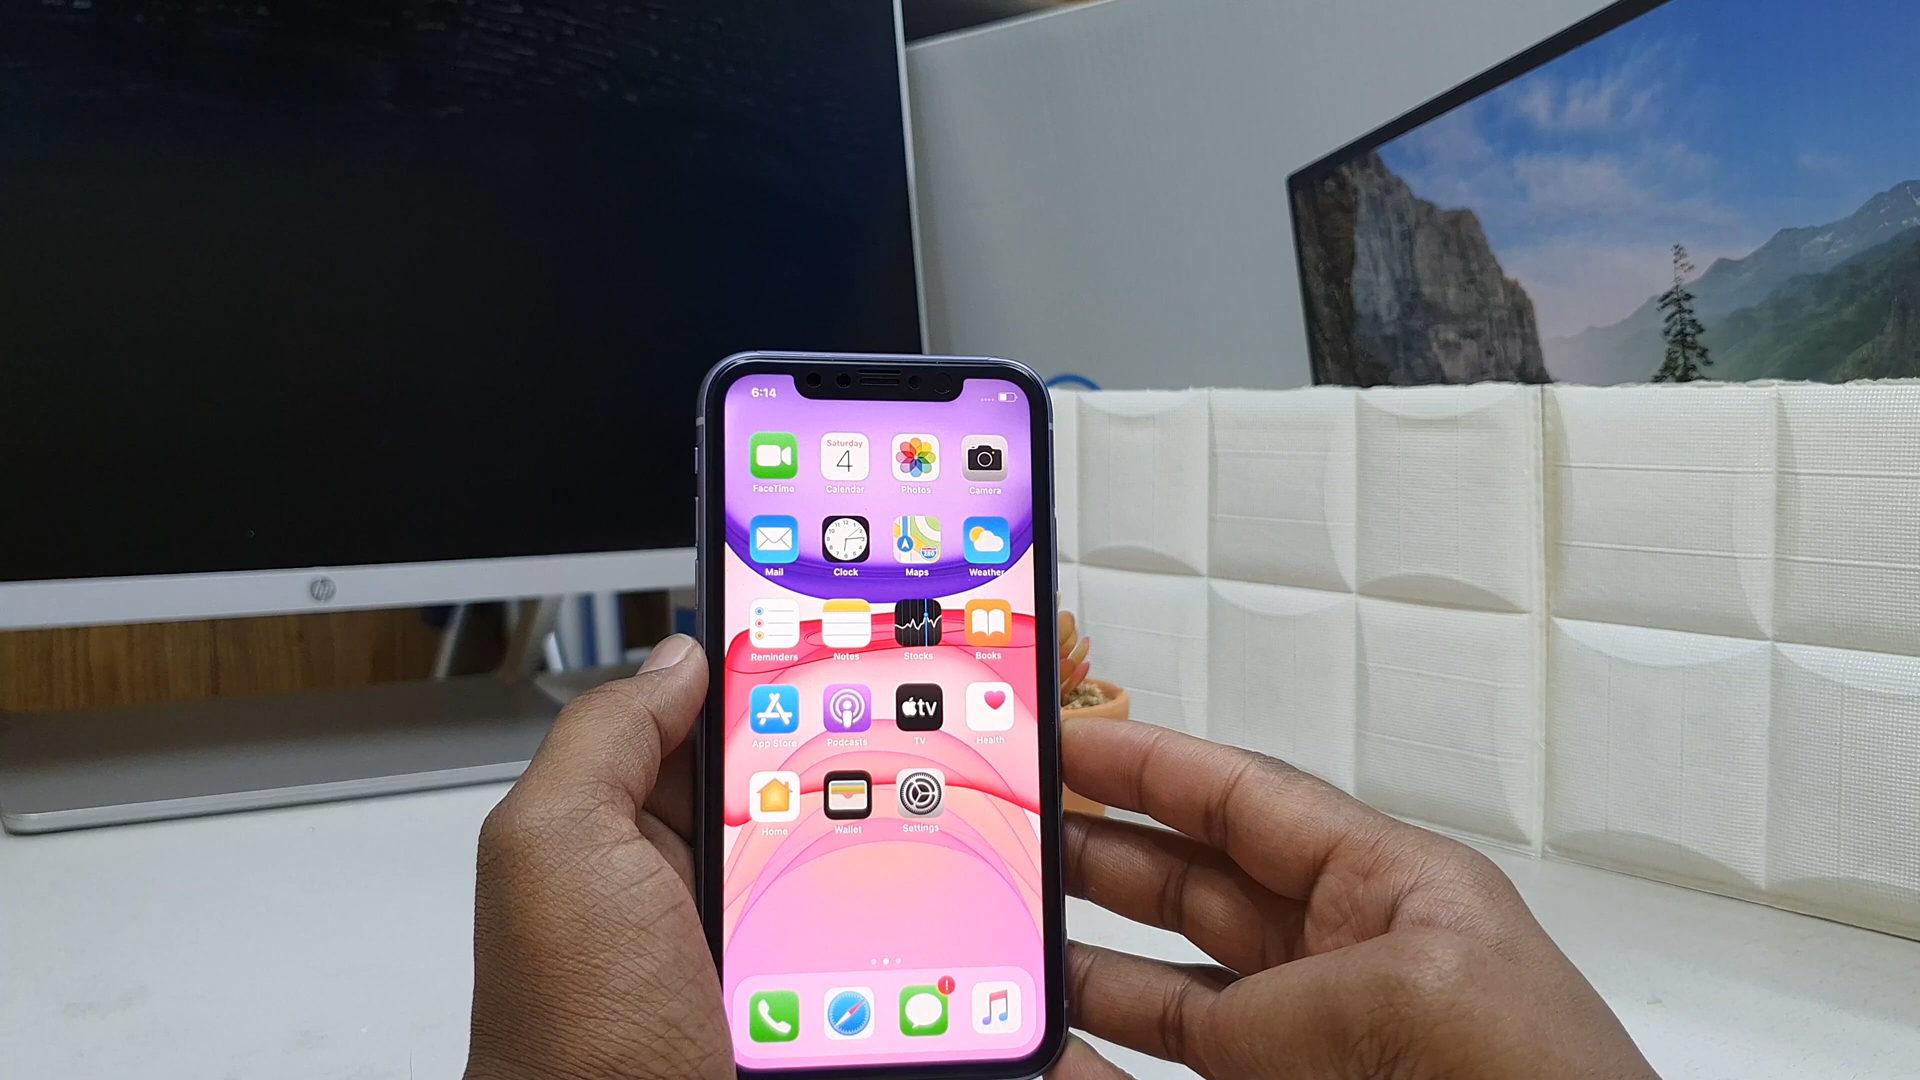 6:14
Saturday
4
FaceTime
Calendar
Photos
Camera
Mail
Clock
Maps
Weather
Reminders
Notes
Stocks
Books
App Store
Podcasts
tv
TV
Health
Home
Wallet
Settings
hp